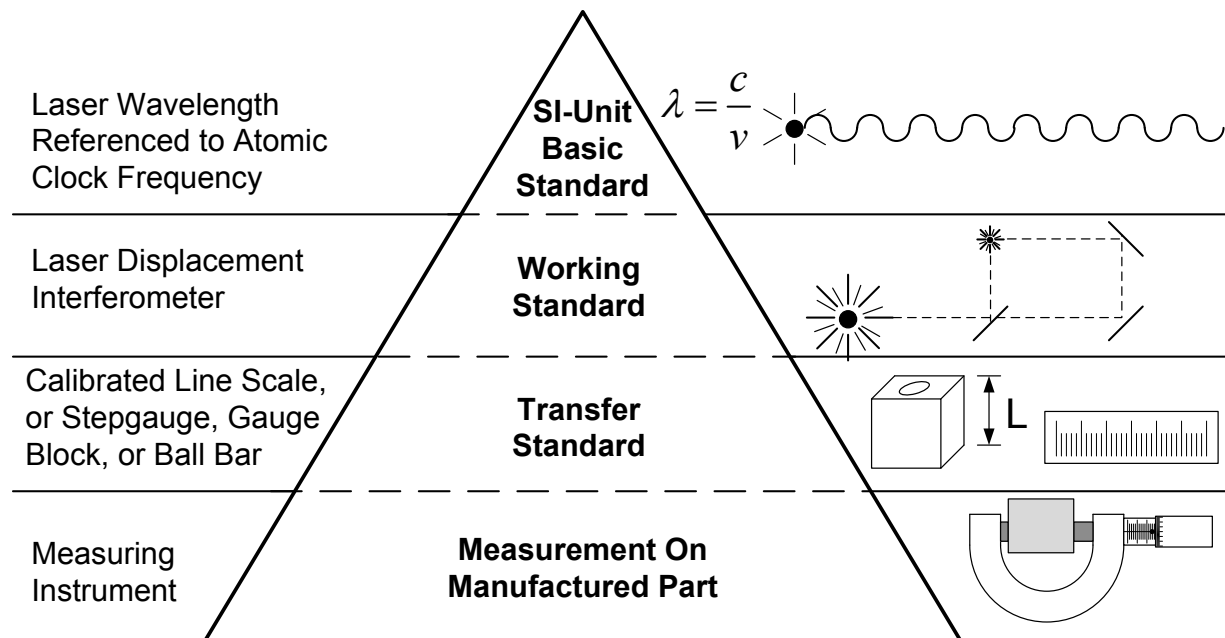 Laser Wavelength
Referenced to Atomic
Clock Frequency
SI-Unit
Basic
Standard
λ = c/ν
Laser Displacement
Interferometer
Working
Standard
Calibrated Line Scale,
or Stepgauge, Gauge
Block, or Ball Bar
Transfer
Standard
L
Measuring
Instrument
Measurement On
Manufactured Part